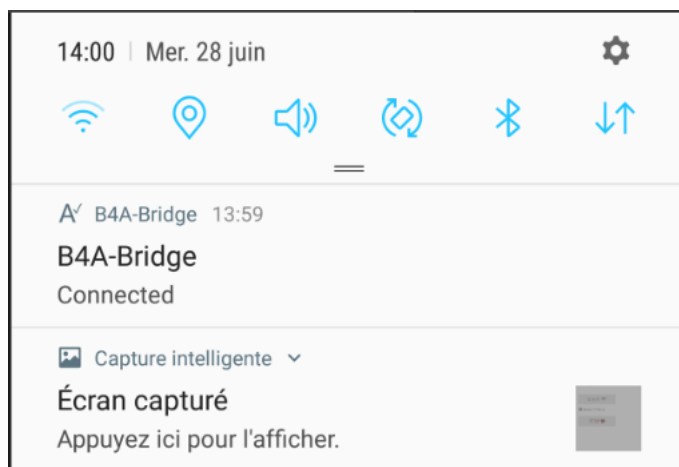 14:00 | Mer. 28 juin
B4A-Bridge 13:59
B4A-Bridge
Connected
Capture intelligente
Écran capturé
Appuyez ici pour l'afficher.